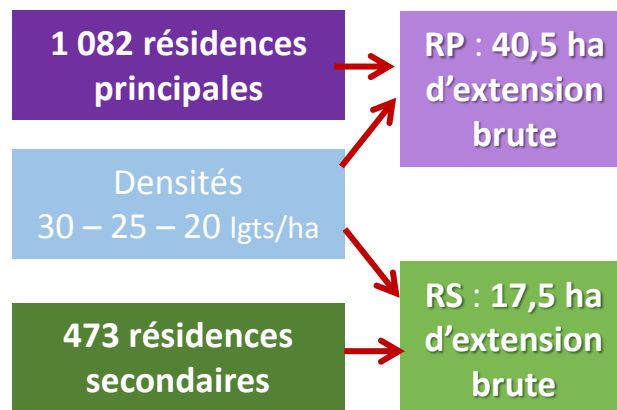 1 082 résidences
principales
RP : 40,5 ha
d’extension
brute
Densités
30 – 25 – 20 lgts/ha
473 résidences
secondaires
RS : 17,5 ha
d’extension
brute